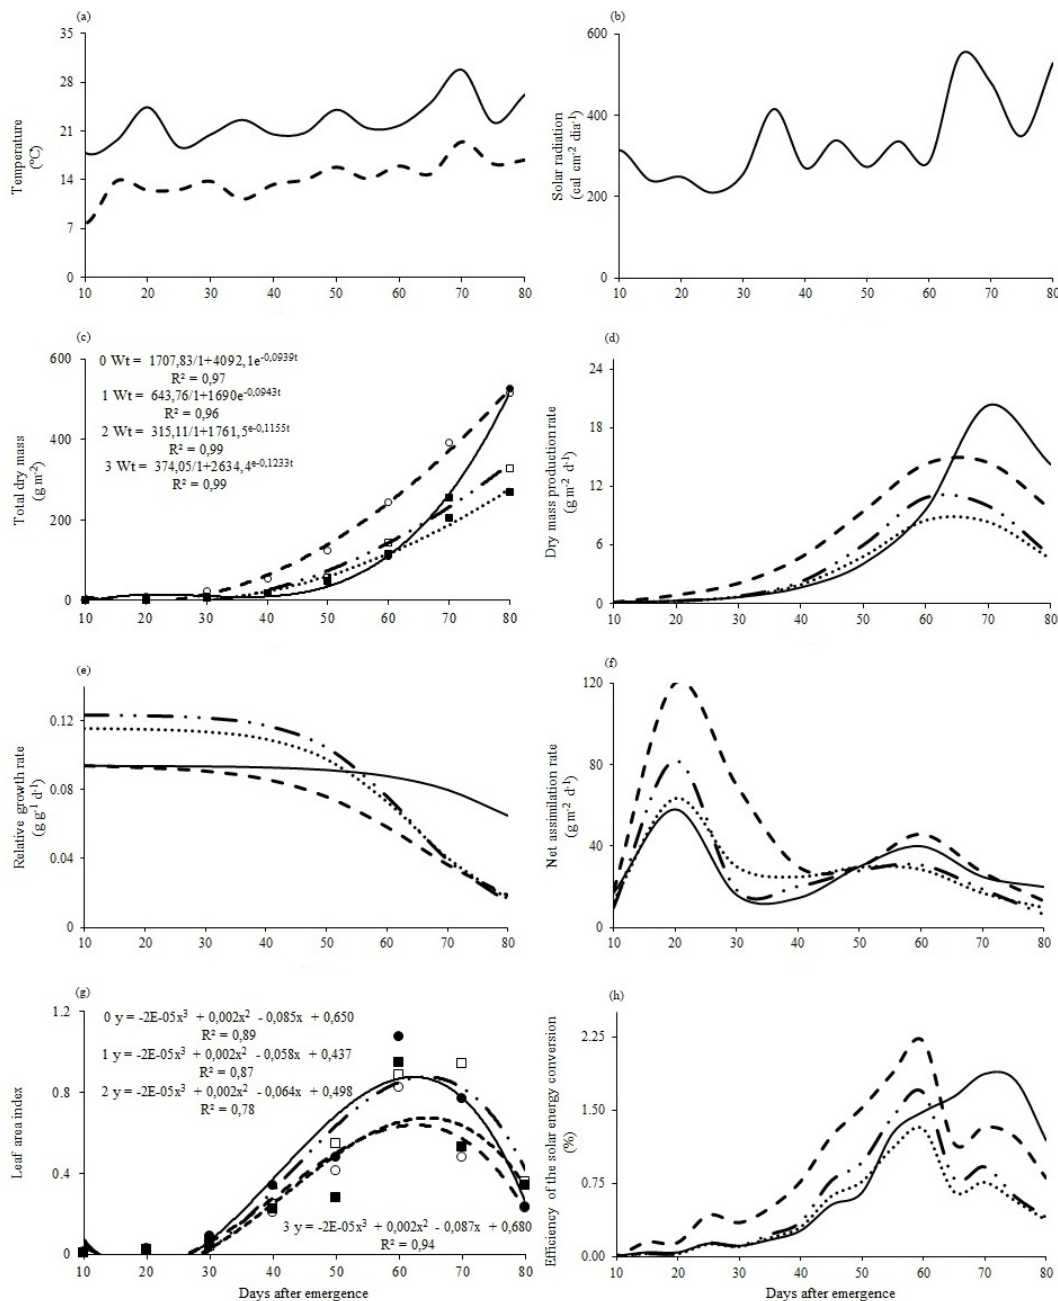 (a)
35
28
21
14
7
0
Temperature
(ºC)
10 20 30 40 50 60 70 80
(b)
600
400
200
0
Solar radiation
(cal cm⁻² dia⁻¹)
10 20 30 40 50 60 70 80
(c)
600
400
200
0
Total dry mass
(g m⁻²)
0 Wt = 1707,83/1+4092,1e⁻⁰,⁰⁹³⁹ᵗ
R² = 0,97
1 Wt = 643,76/1+1690e⁻⁰,⁰⁹⁴³ᵗ
R² = 0,96
2 Wt = 315,11/1+1761,5ᵉ⁻⁰,¹¹⁵⁵ᵗ
R² = 0,99
3 Wt = 374,05/1+2634,4ᵉ⁻⁰,¹²³³ᵗ
R² = 0,99
10 20 30 40 50 60 70 80
(d)
24
18
12
6
0
Dry mass production rate
(g m⁻² d⁻¹)
10 20 30 40 50 60 70 80
(e)
0.12
0.08
0.04
0
Relative growth rate
(g g⁻¹ d⁻¹)
10 20 30 40 50 60 70 80
(f)
120
80
40
0
Net assimilation rate
(g m⁻² d⁻¹)
10 20 30 40 50 60 70 80
(g)
1.2
0.8
0.4
0
Leaf area index
0 y = -2E-05x³ + 0,002x² - 0,085x + 0,650
R² = 0,89
1 y = -2E-05x³ + 0,002x² - 0,058x + 0,437
R² = 0,87
2 y = -2E-05x³ + 0,002x² - 0,064x + 0,498
R² = 0,78
3 y = -2E-05x³ + 0,002x² - 0,087x + 0,680
R² = 0,94
10 20 30 40 50 60 70 80
Days after emergence
(h)
2.25
1.50
0.75
0.00
Efficiency of the solar energy conversion
(%)
10 20 30 40 50 60 70 80
Days after emergence